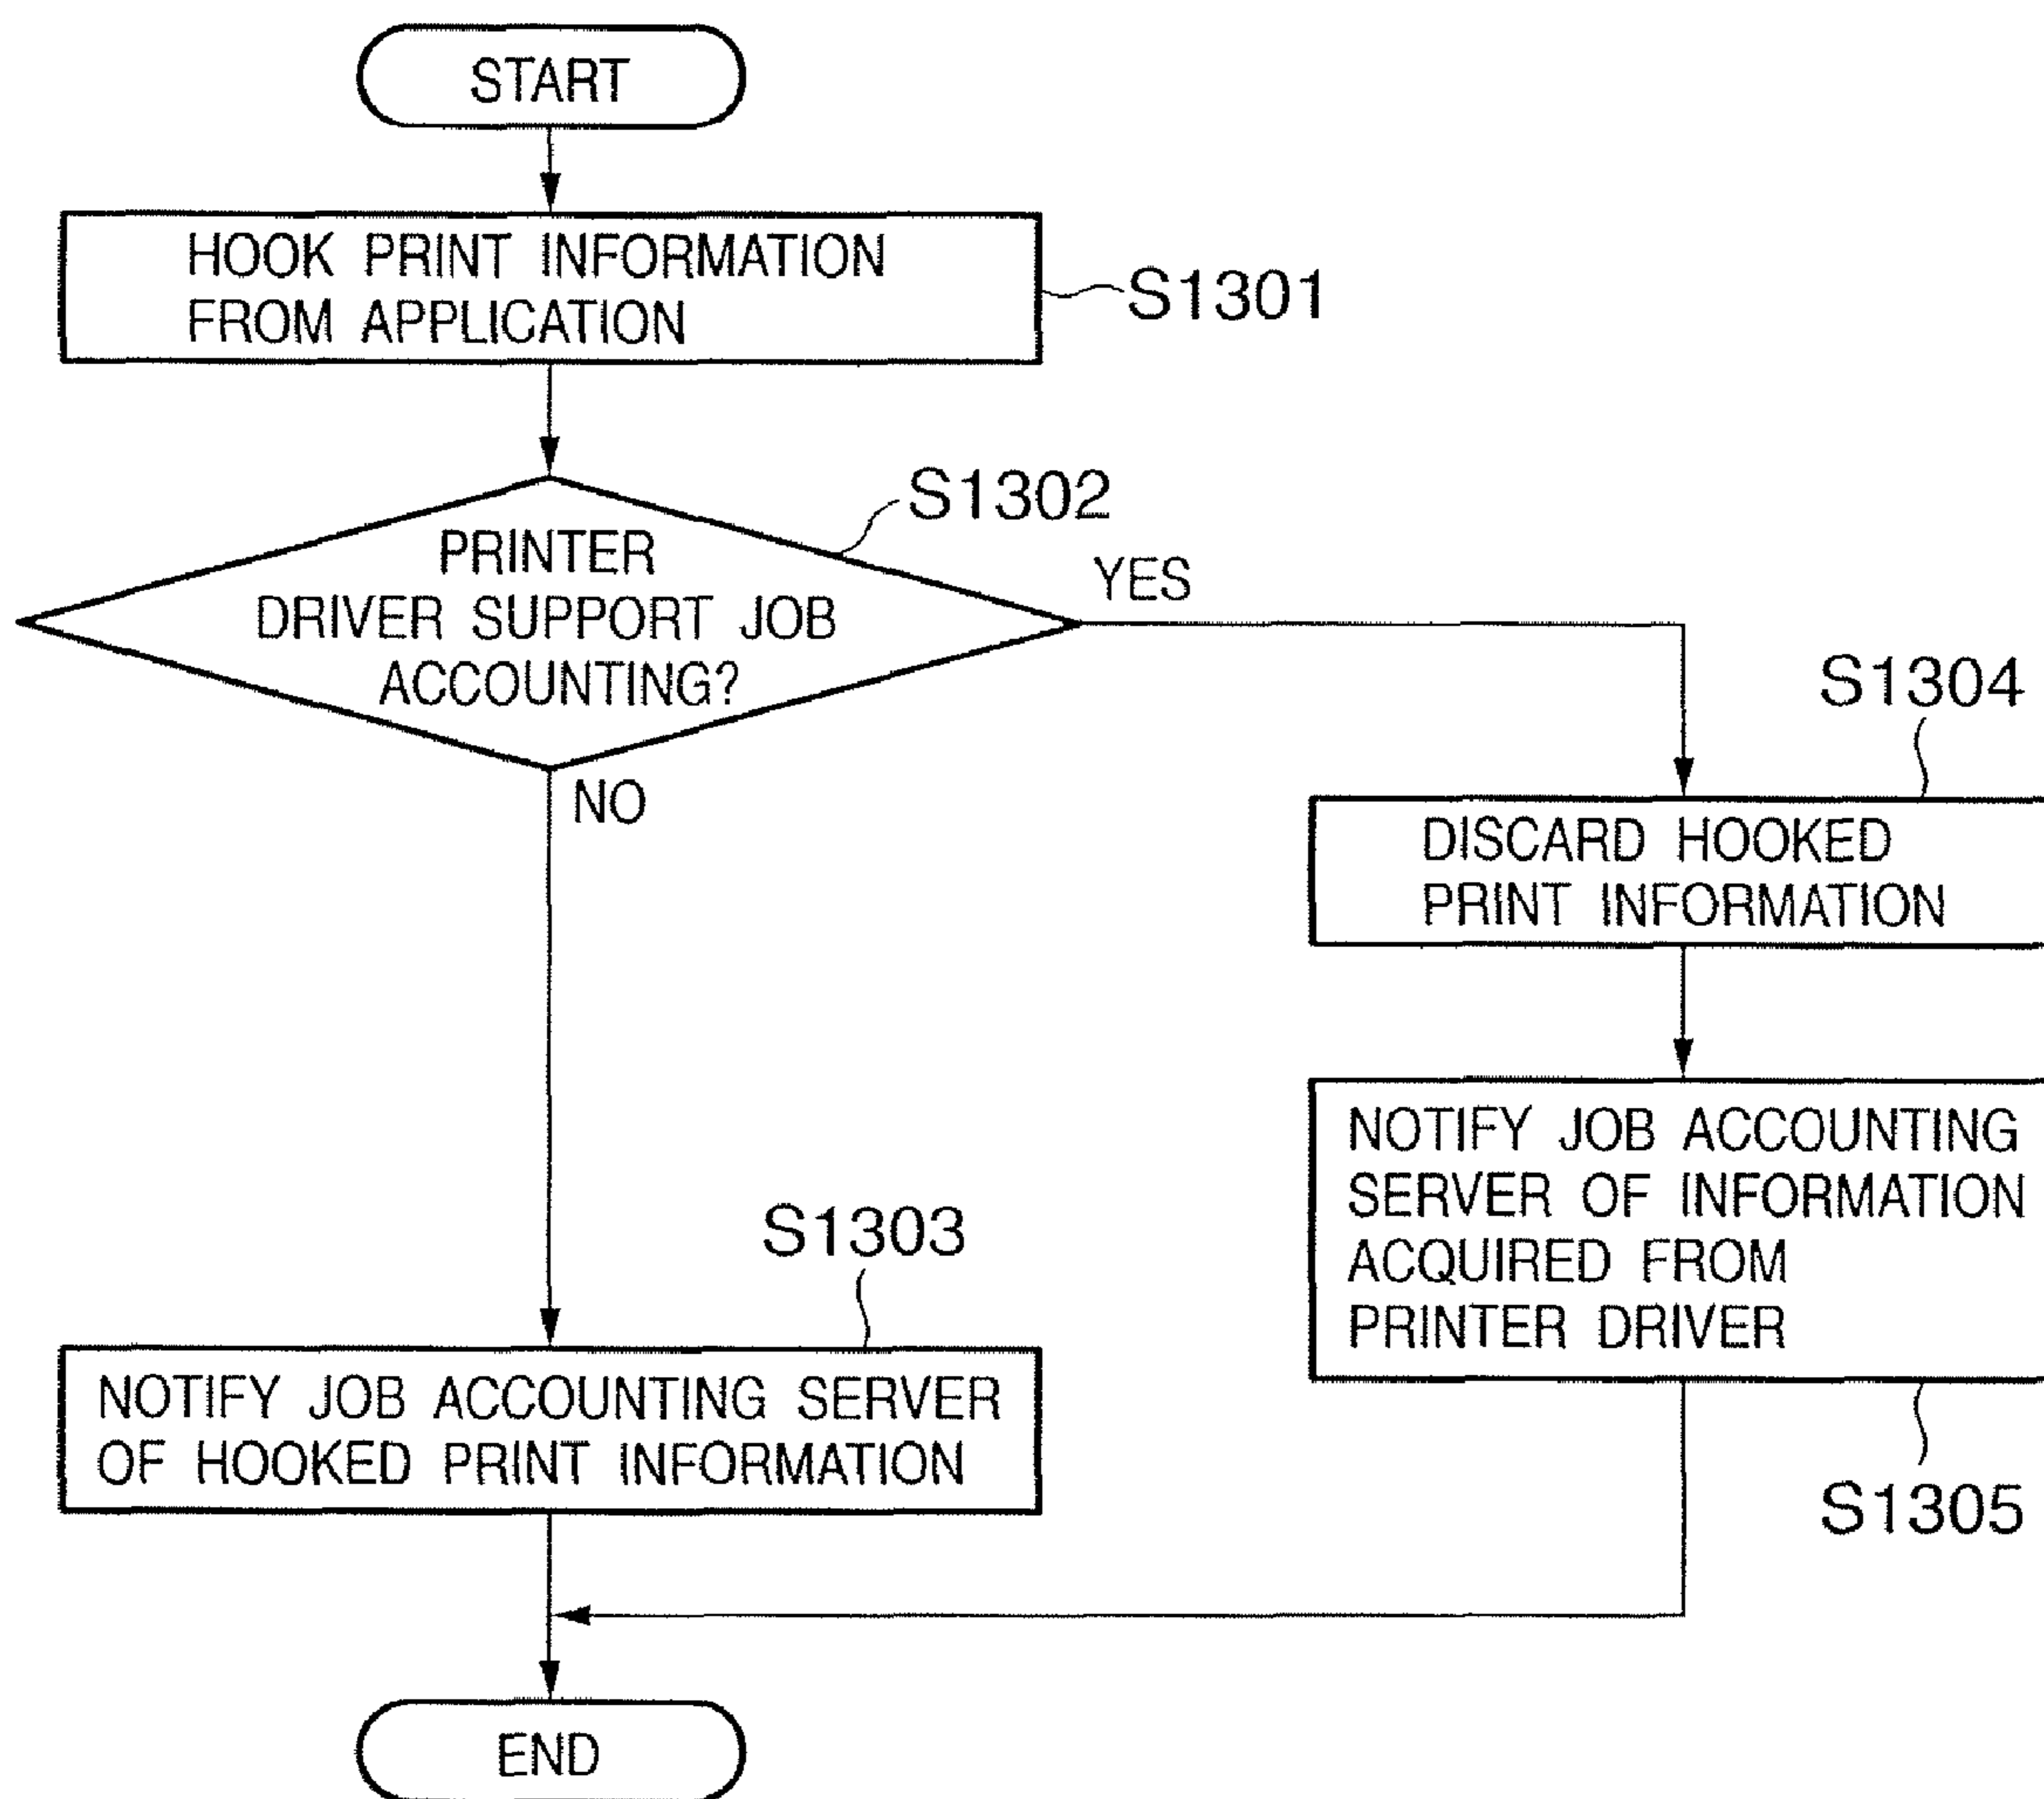 START
HOOK PRINT INFORMATION
FROM APPLICATION
S1301
S1302
PRINTER
DRIVER SUPPORT JOB
ACCOUNTING?
YES
NO
S1304
DISCARD HOOKED
PRINT INFORMATION
NOTIFY JOB ACCOUNTING
SERVER OF INFORMATION
ACQUIRED FROM
PRINTER DRIVER
S1305
S1303
NOTIFY JOB ACCOUNTING SERVER
OF HOOKED PRINT INFORMATION
END